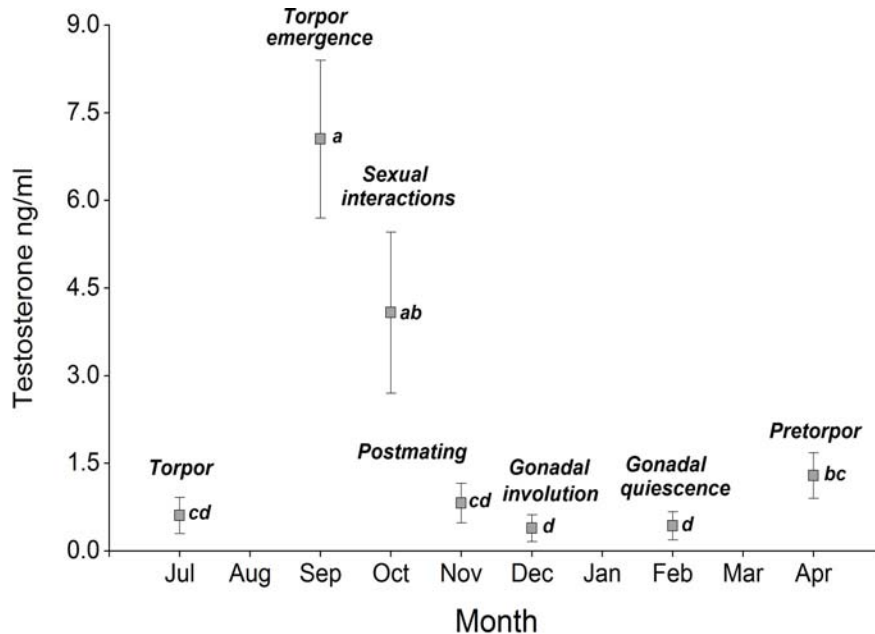 9.0
7.5
6.0
4.5
3.0
1.5
0.0
Testosterone ng/ml
Torpor
emergence
a
Sexual
interactions
ab
Torpor
cd
Postmating
cd
Gonadal
involution
d
Gonadal
quiescence
d
Pretorpor
bc
Jul Aug Sep Oct Nov Dec Jan Feb Mar Apr
Month